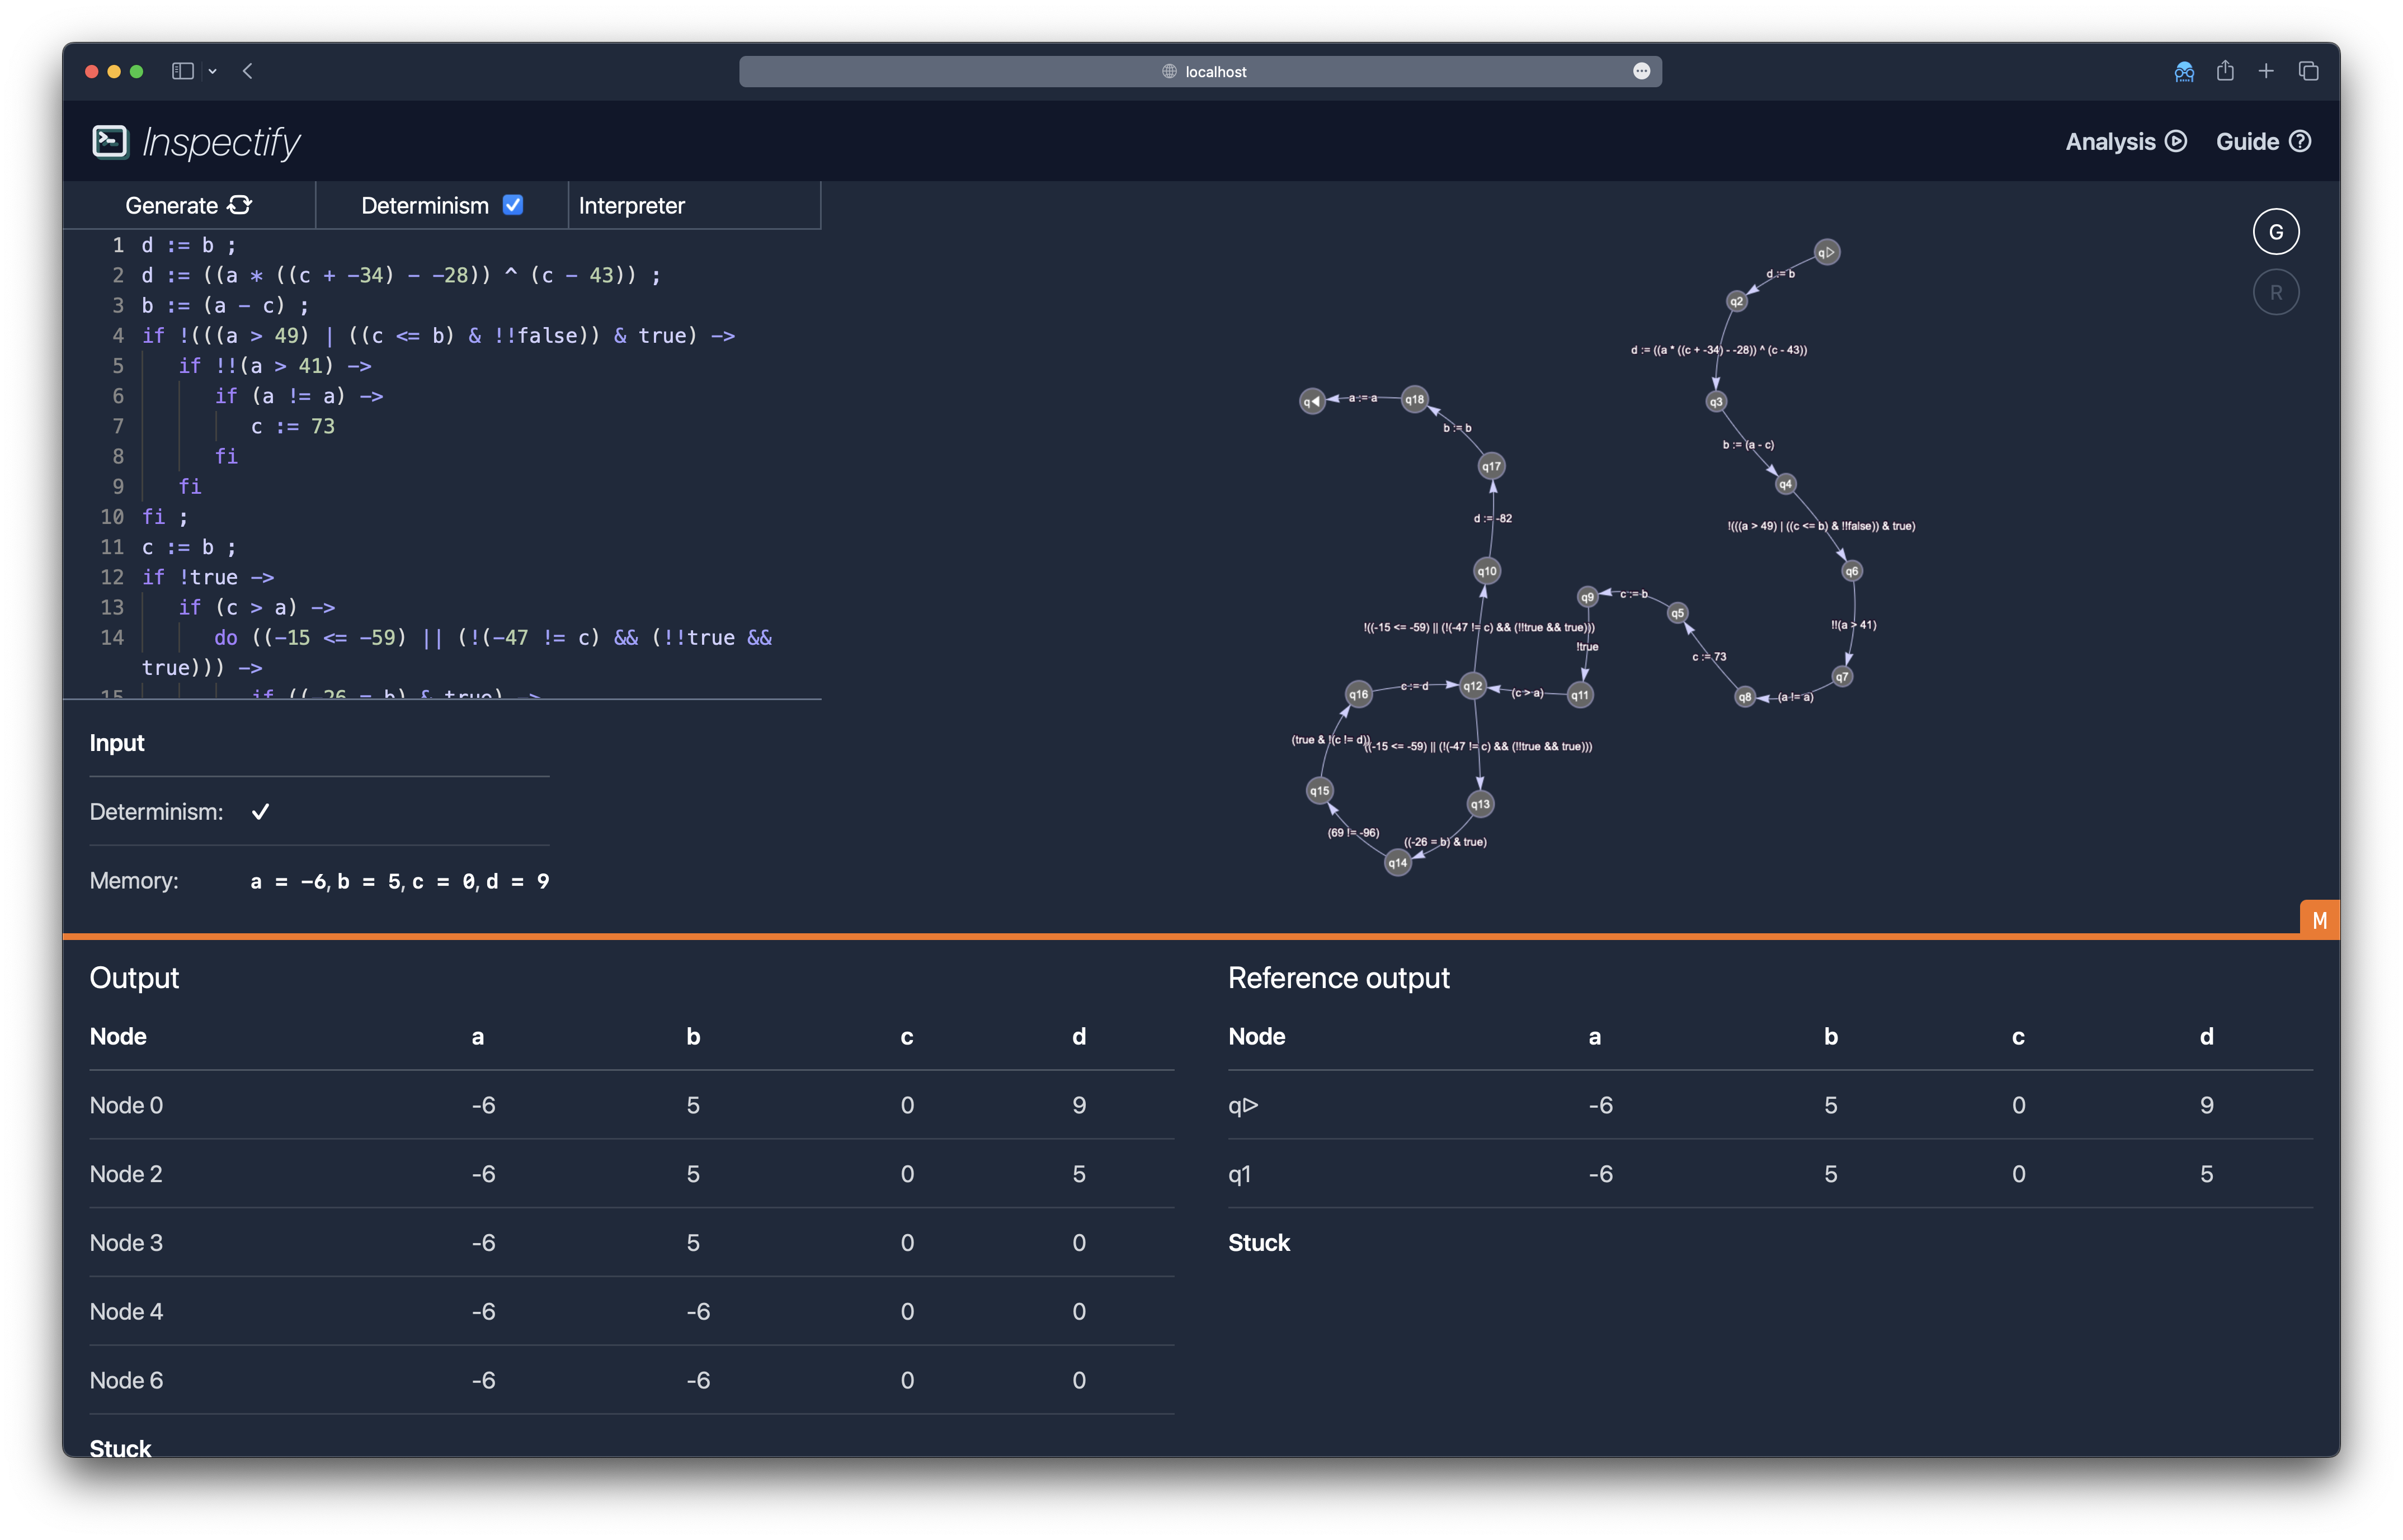 localhost
Inspectify
Analysis
Guide
Generate
Determinism
Interpreter
1 d := b ;
2 d := ((a * ((c + -34) - -28)) ^ (c - 43)) ;
3 b := (a - c) ;
4 if !(((a > 49) | ((c <= b) & !!false)) & true) ->
5 if !!(a > 41) ->
6 if (a != a) ->
7 c := 73
8 fi
9 fi
10 fi ;
11 c := b ;
12 if !true ->
13 if (c > a) ->
14 do ((-15 <= -59) || (!(-47 != c) && (!!true &&
true))) ->
15 if ((-26 = b) & true) ->
G
R
q▷
d := b
q2
d := ((a * ((c + -34) - -28)) ^ (c - 43))
q3
b := (a - c)
q4
!(((a > 49) | ((c <= b) & !!false)) & true)
q6
!!(a > 41)
q7
(a != a)
q8
c := 73
q5
c := b
q9
!true
q11
(c > a)
q12
!((-15 <= -59) || (!(-47 != c) && (!!true && true)))
q10
d := -82
q17
b := b
q18
a := a
q◀
((-15 <= -59) || (!(-47 != c) && (!!true && true)))
q13
((-26 = b) & true)
q14
(69 != -96)
q15
(true & !(c != d))
q16
c := d
Input
Determinism: ✓
Memory: a = -6, b = 5, c = 0, d = 9
M
Output
Node a b c d
Node 0 -6 5 0 9
Node 2 -6 5 0 5
Node 3 -6 5 0 0
Node 4 -6 -6 0 0
Node 6 -6 -6 0 0
Stuck
Reference output
Node a b c d
q▷ -6 5 0 9
q1 -6 5 0 5
Stuck